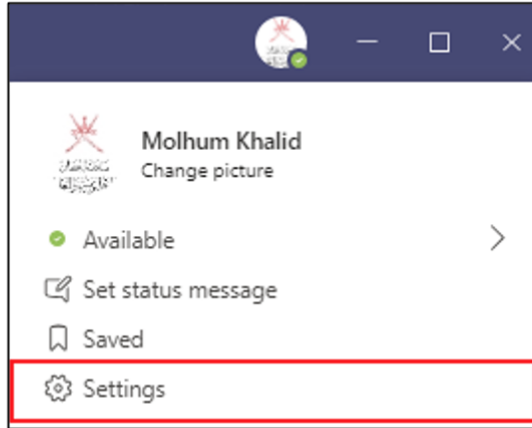 Molhum Khalid
Change picture
Available
Set status message
Saved
Settings